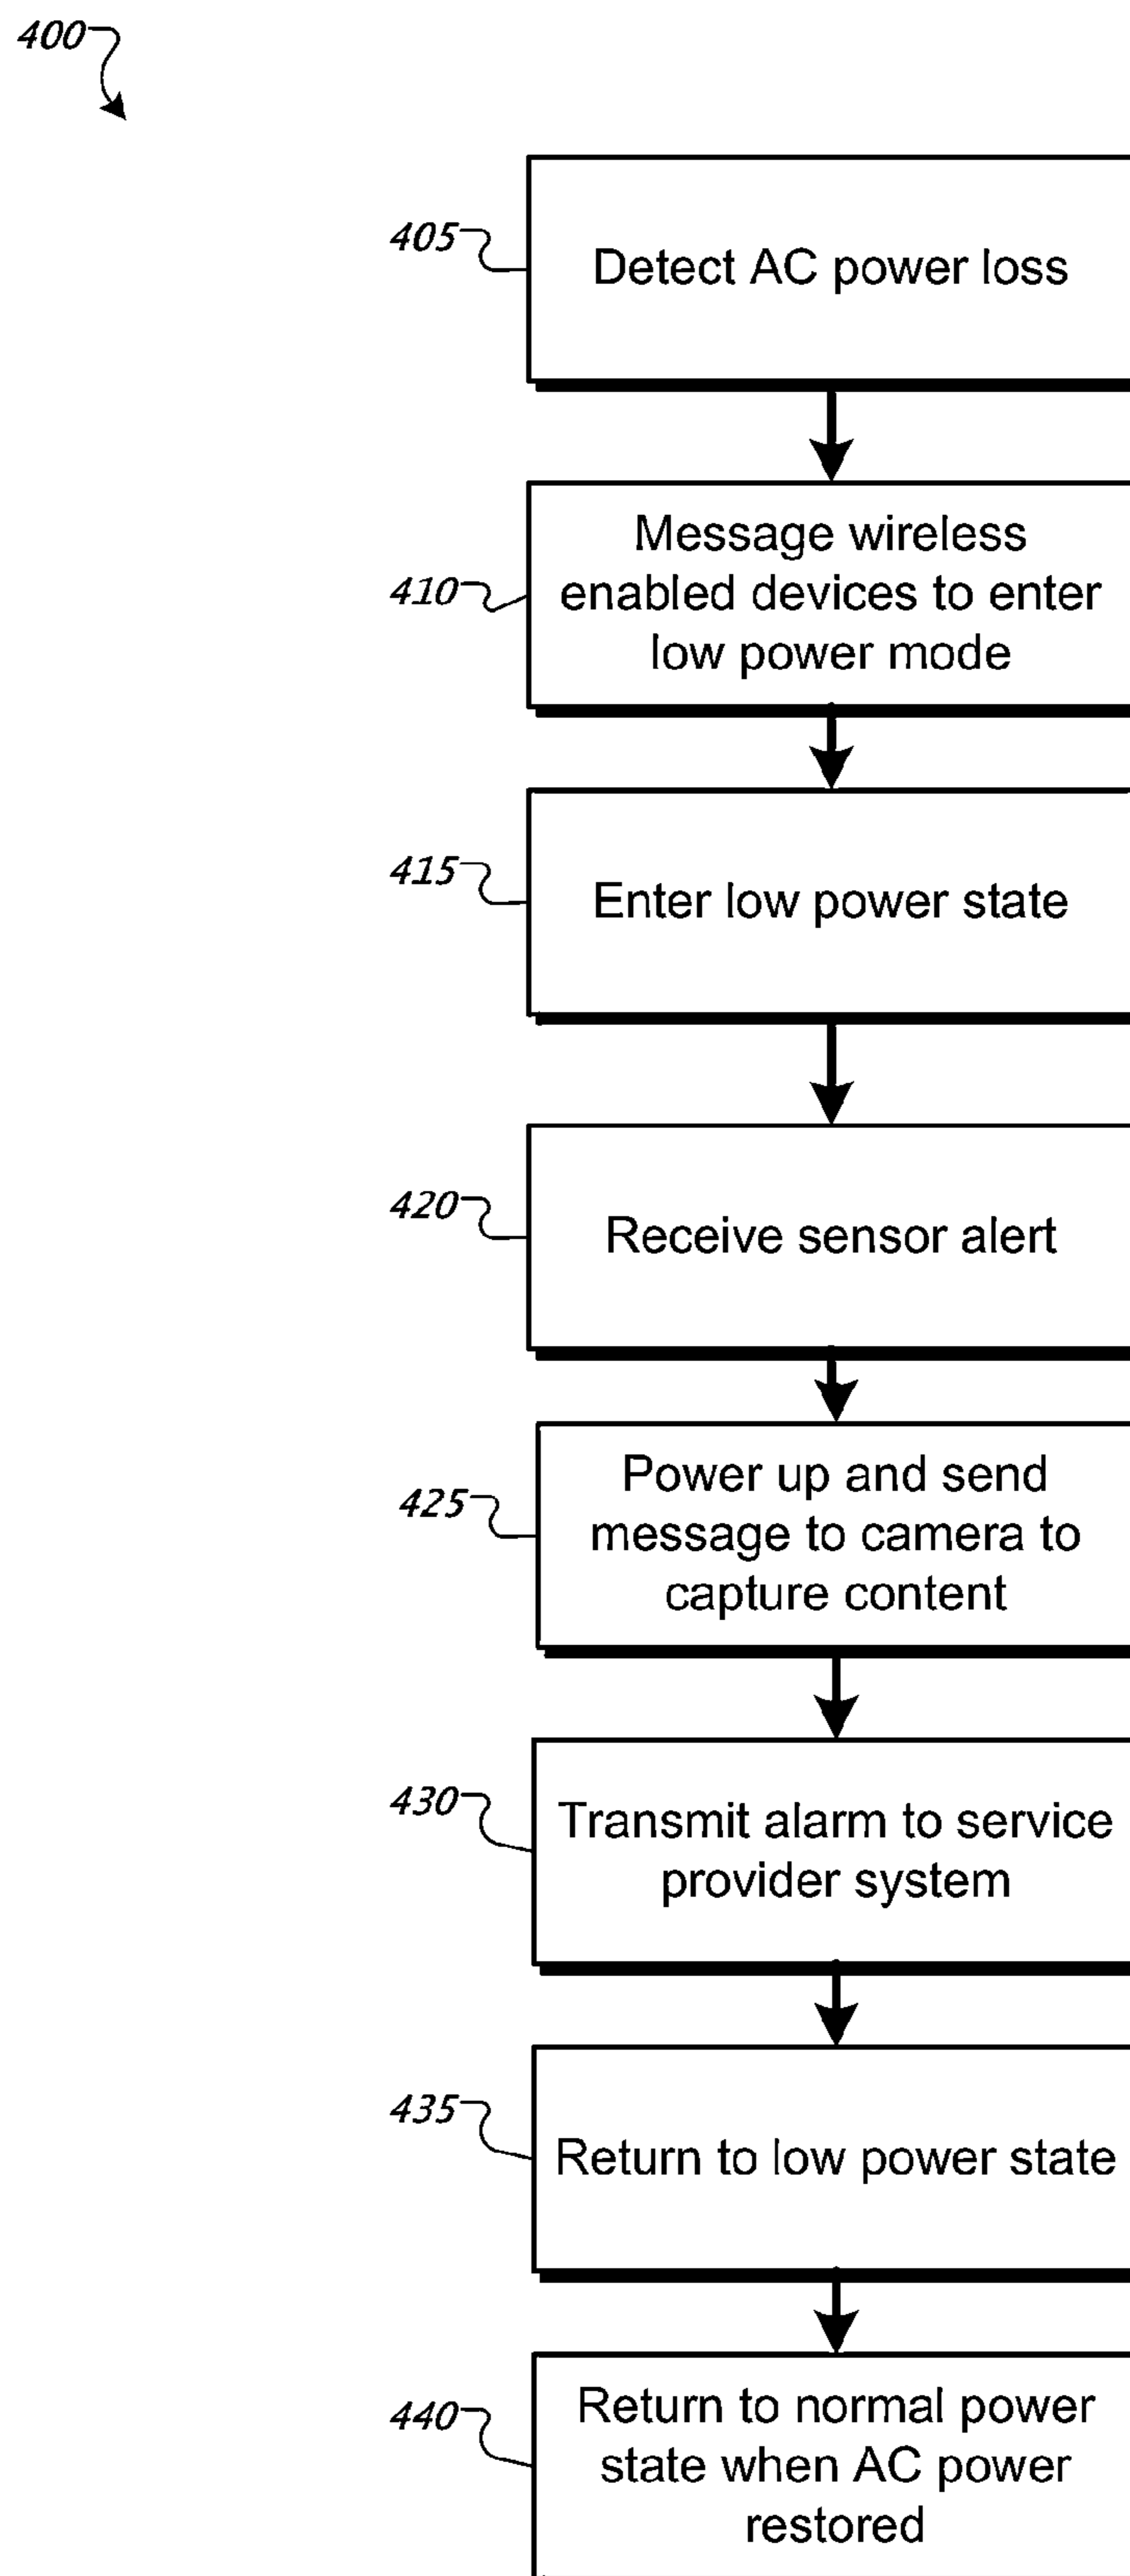 400
405
Detect AC power loss
410
Message wireless
enabled devices to enter
low power mode
415
Enter low power state
420
Receive sensor alert
425
Power up and send
message to camera to
capture content
430
Transmit alarm to service
provider system
435
Return to low power state
440
Return to normal power
state when AC power
restored